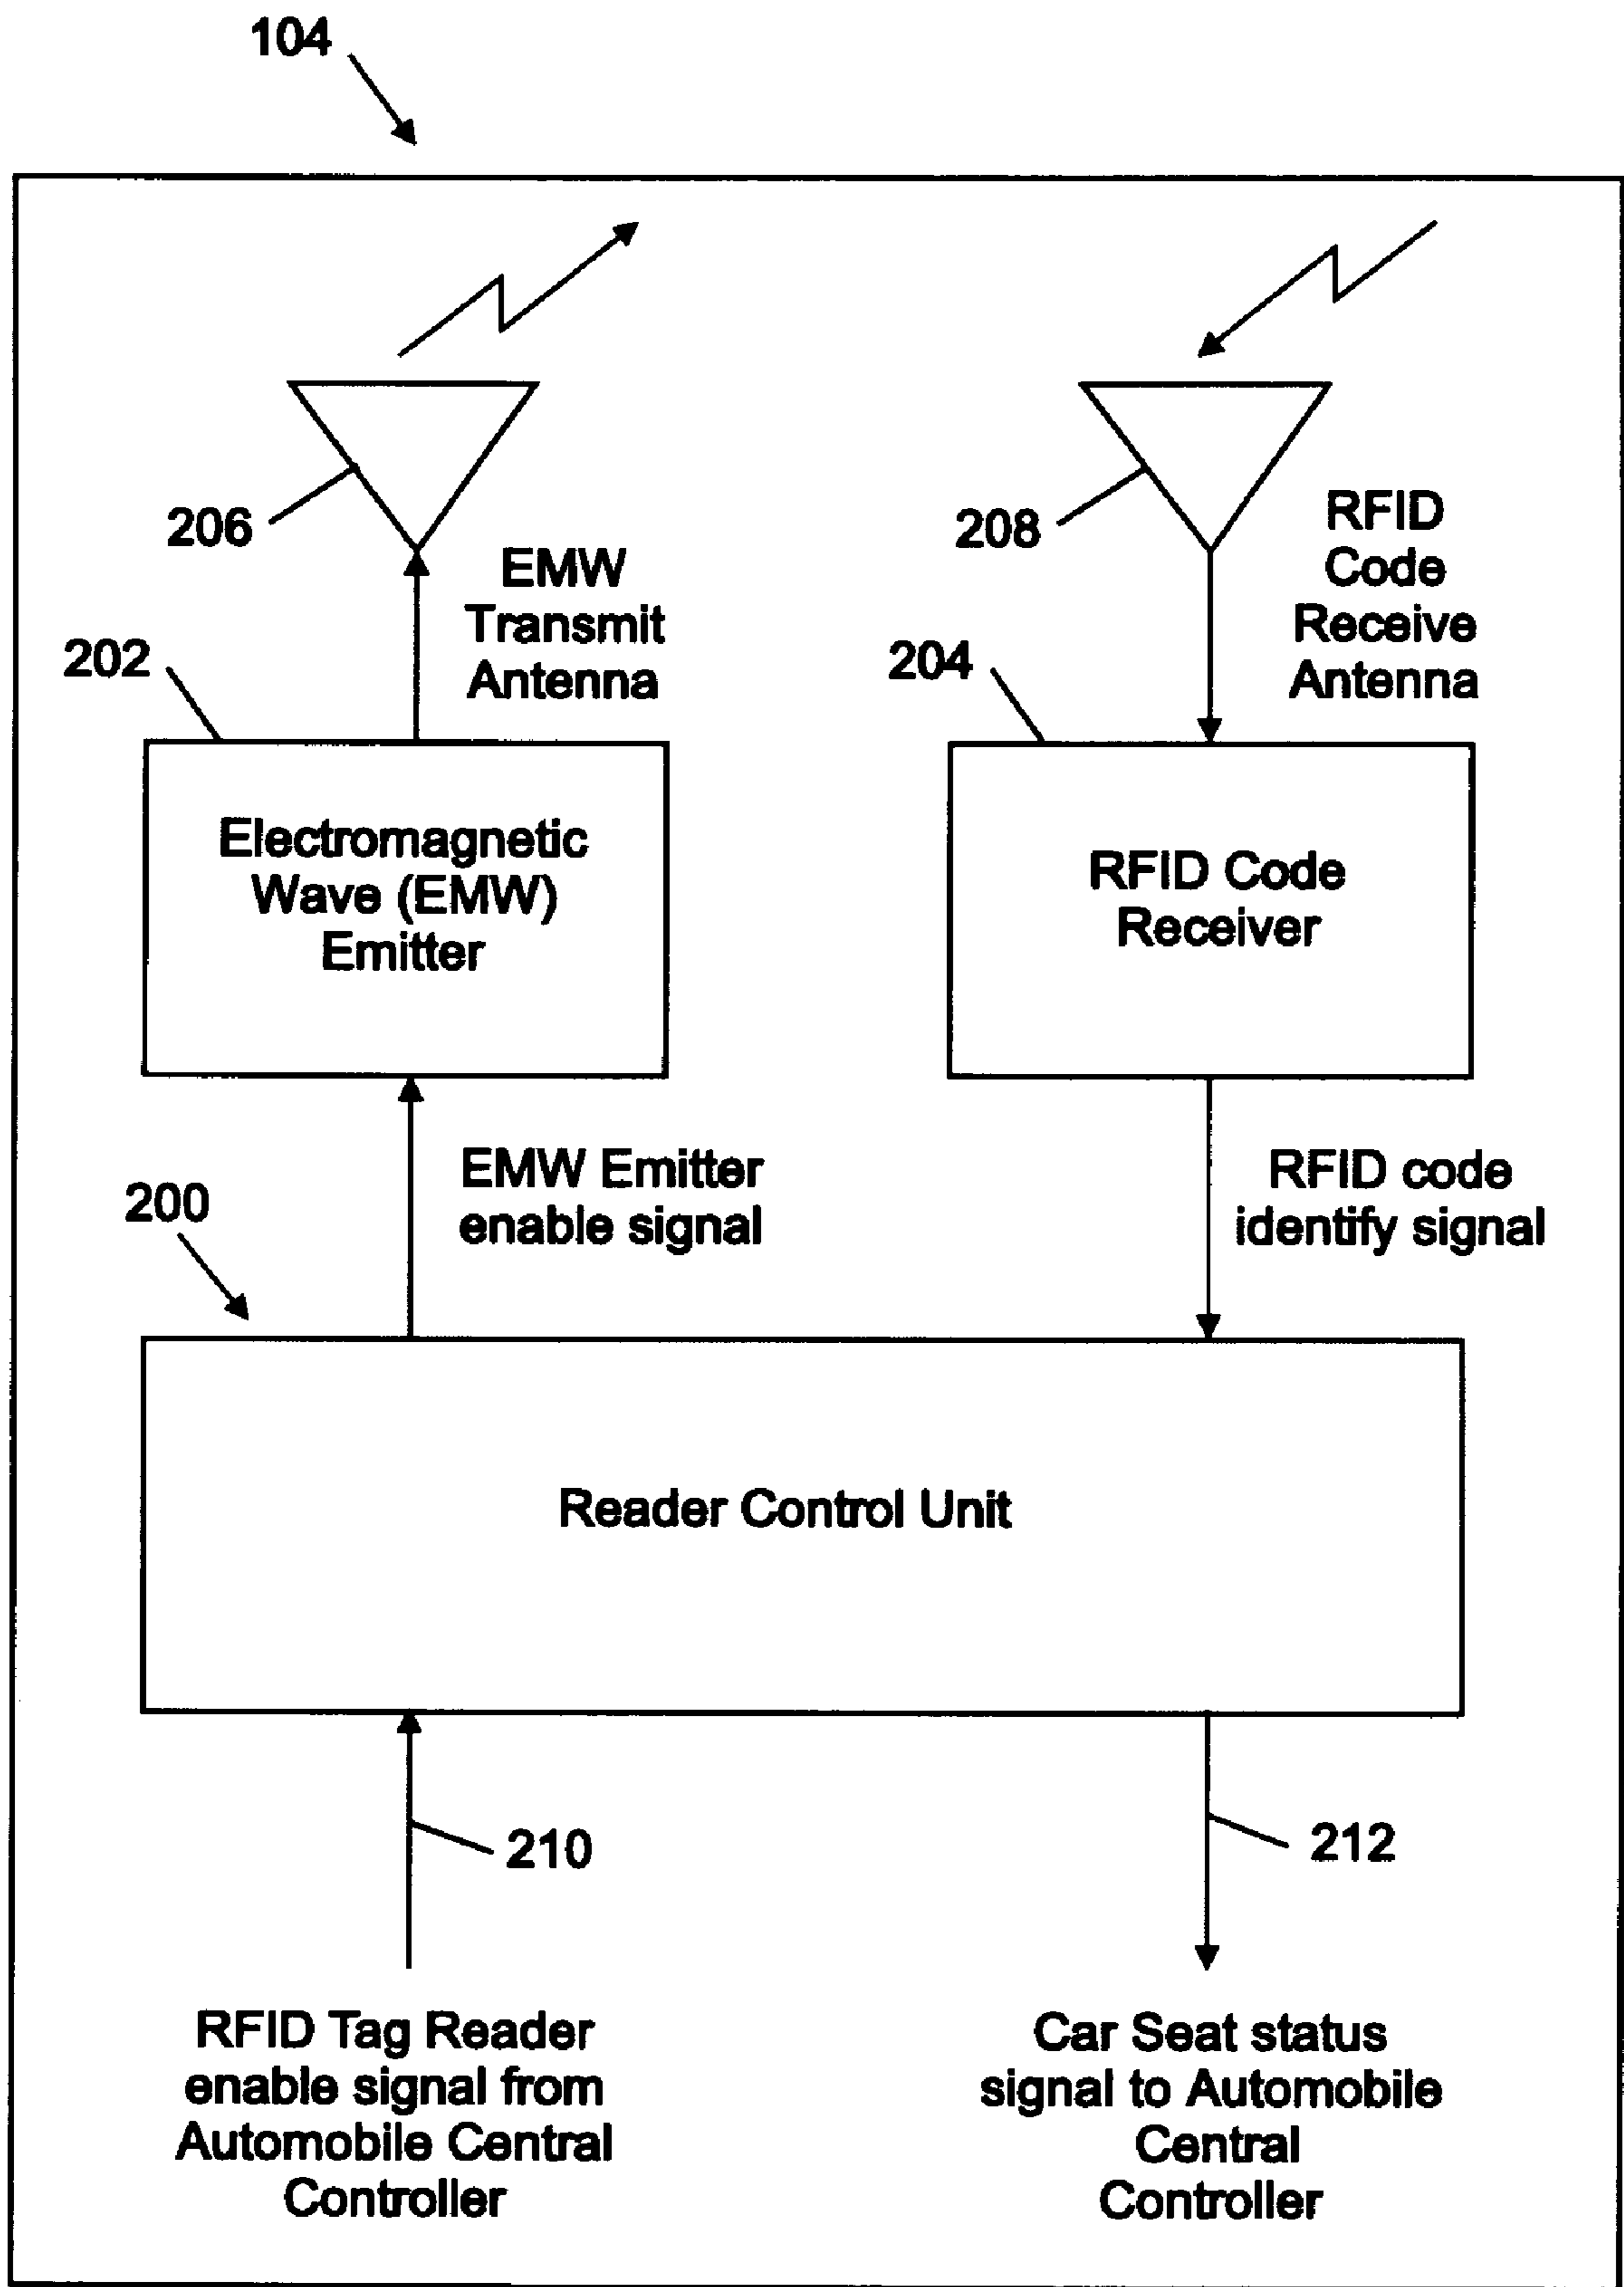 104
206
EMW
Transmit
Antenna
208
RFID
Code
Receive
Antenna
202
204
Electromagnetic
Wave (EMW)
Emitter
RFID Code
Receiver
200
EMW Emitter
enable signal
RFID code
identify signal
Reader Control Unit
210
212
RFID Tag Reader
enable signal from
Automobile Central
Controller
Car Seat status
signal to Automobile
Central
Controller